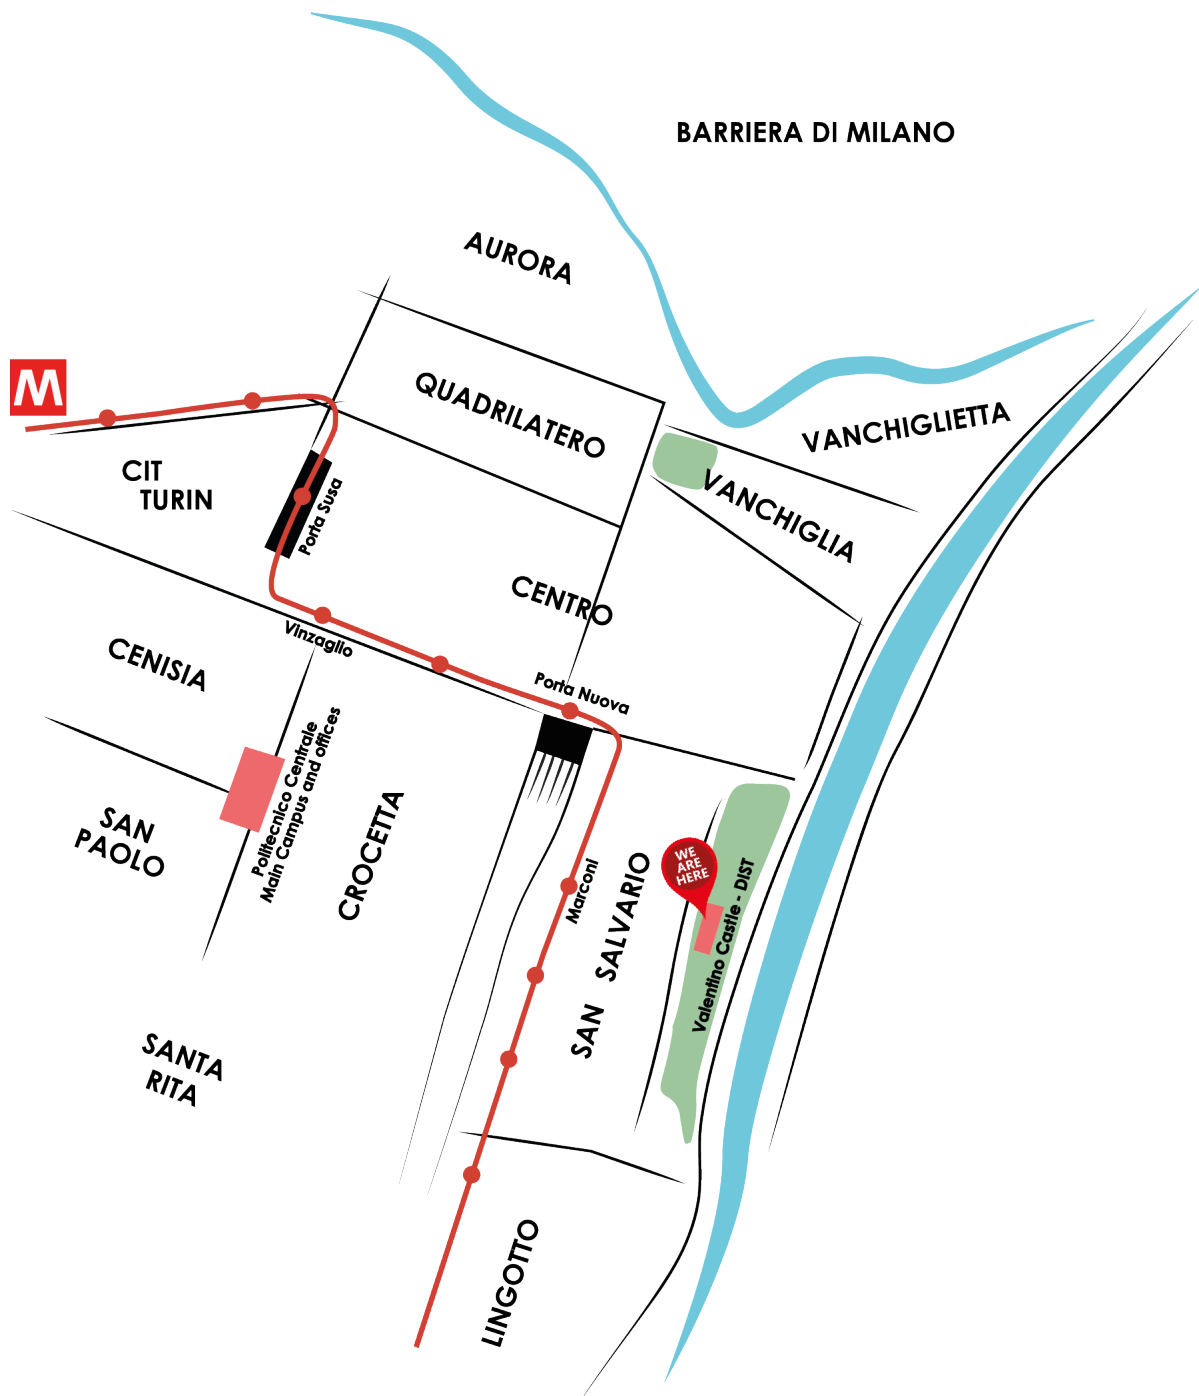 BARRIERA DI MILANO
AURORA
M
QUADRILATERO
VANCHIGLIETTA
CIT
TURIN
Porta Susa
VANCHIGLIA
CENTRO
Vinzaglio
CENISIA
Porta Nuova
Politecnico Centrale
Main Campus and offices
SAN
PAOLO
CROCETTA
Marconi
SAN SALVARIO
WE
ARE
HERE
Valentino Castle - DIST
SANTA
RITA
LINGOTTO